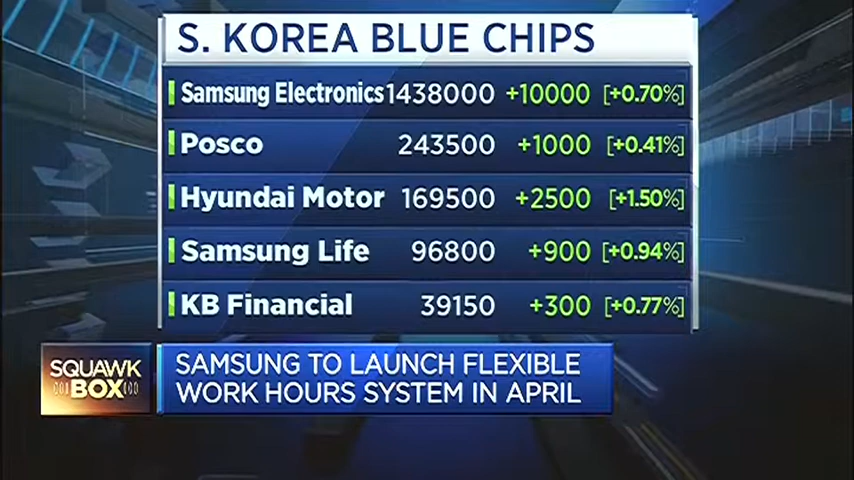 S. KOREA BLUE CHIPS
Samsung Electronics 1438000 +10000 [+0.70%]
Posco 243500 +1000 [+0.41%]
Hyundai Motor 169500 +2500 [+1.50%]
Samsung Life 96800 +900 [+0.94%]
KB Financial 39150 +300 [+0.77%]
SQUAWK
BOX
SAMSUNG TO LAUNCH FLEXIBLE
WORK HOURS SYSTEM IN APRIL